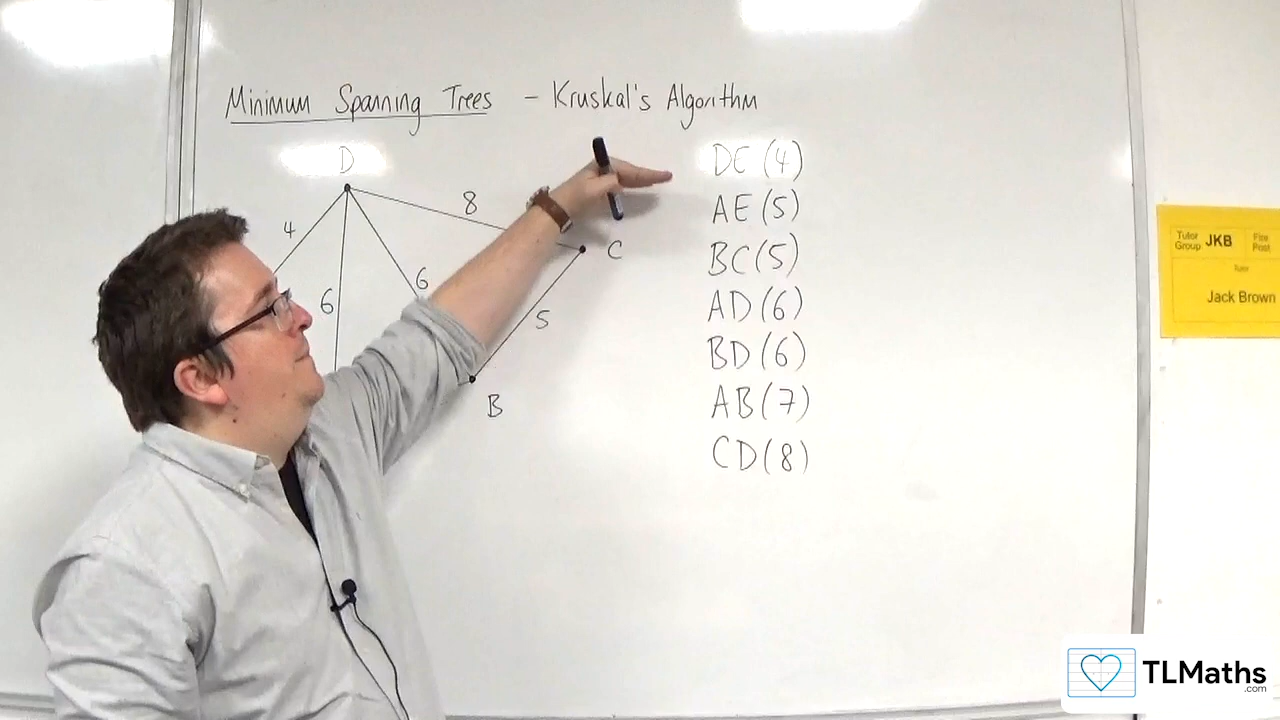 Minimum Spanning Trees - Kruskal's Algorithm
D
4
8
6
6
C
5
B
DE (4)
AE (5)
BC (5)
AD (6)
BD (6)
AB (7)
CD (8)
Tutor Group JKB Fire Post
Tutor
Jack Brown
TLMaths
.com